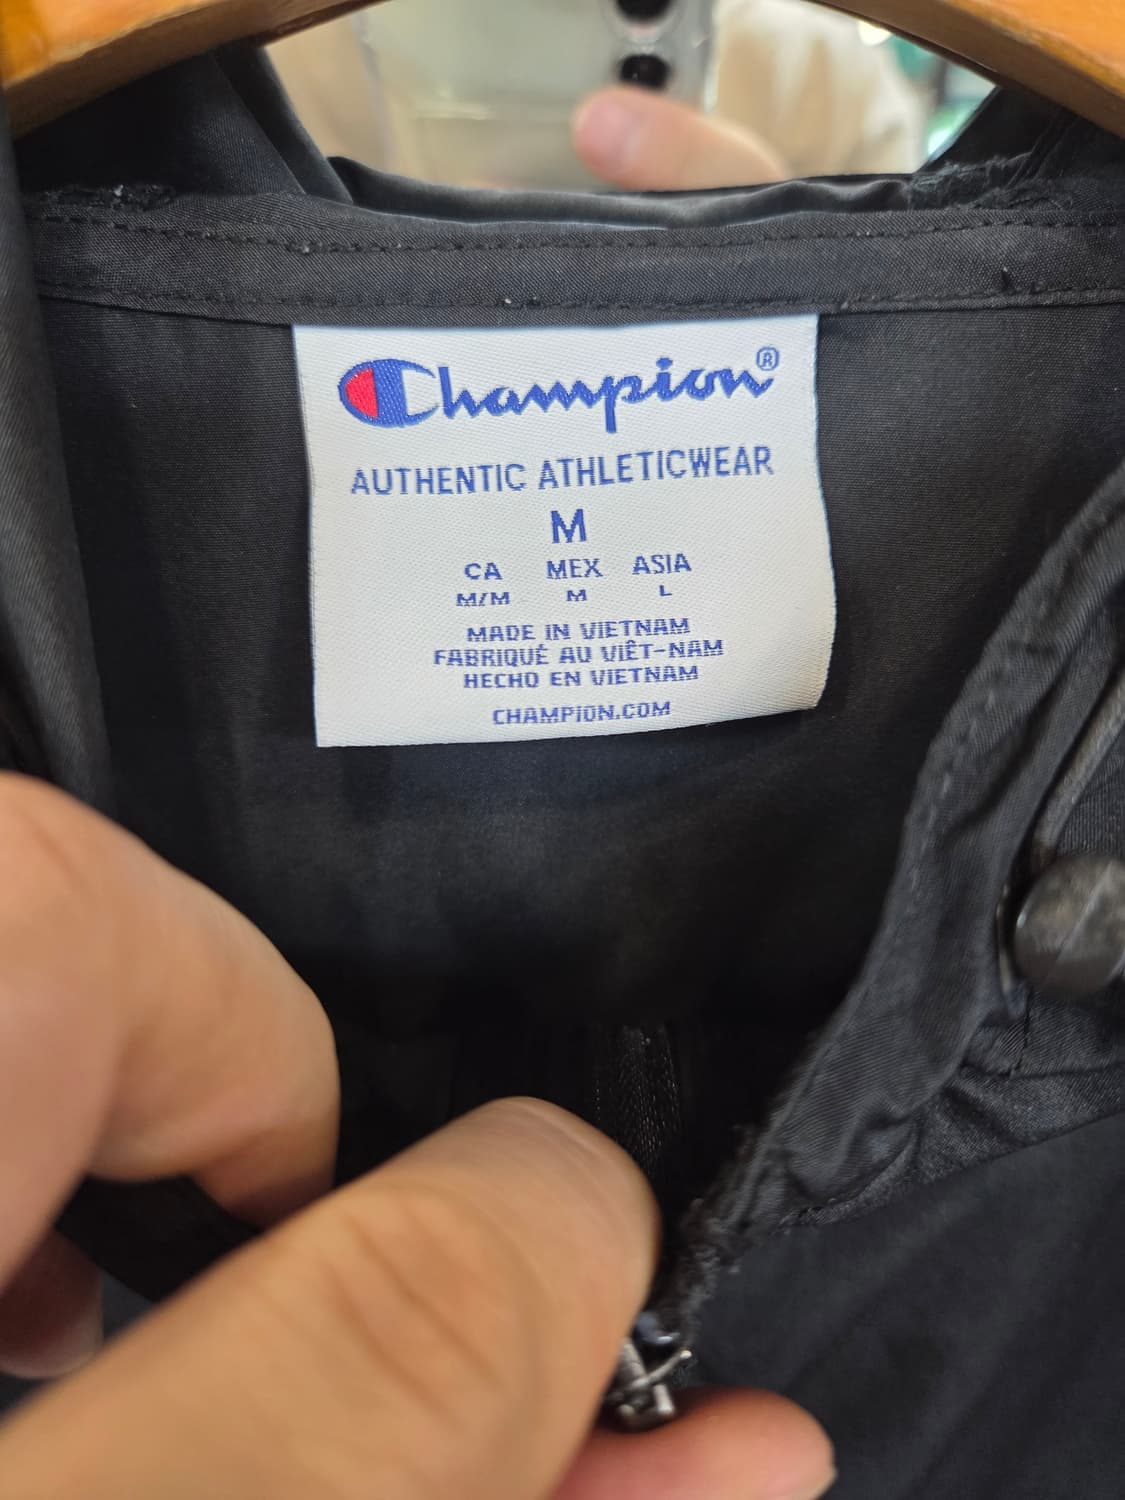 Champion®
AUTHENTIC ATHLETICWEAR
M
CA MEX ASIA
M/M M L
MADE IN VIETNAM
FABRIQUÉ AU VIÊT-NAM
HECHO EN VIETNAM
CHAMPION.COM